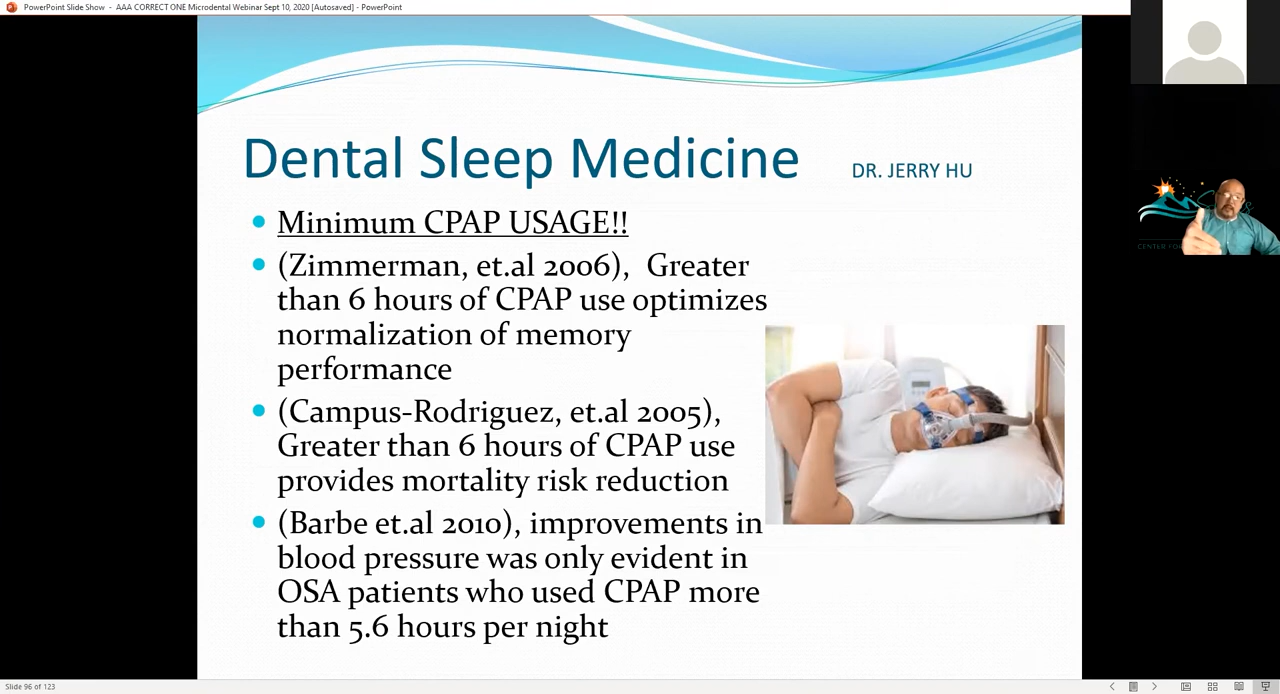 PowerPoint Slide Show - AAA CORRECT ONE Microdental Webinar Sept 10, 2020 [Autosaved] - PowerPoint
Dental Sleep Medicine DR. JERRY HU
• Minimum CPAP USAGE!!
• (Zimmerman, et.al 2006), Greater
than 6 hours of CPAP use optimizes
normalization of memory
performance
• (Campus-Rodriguez, et.al 2005),
Greater than 6 hours of CPAP use
provides mortality risk reduction
• (Barbe et.al 2010), improvements in
blood pressure was only evident in
OSA patients who used CPAP more
than 5.6 hours per night
CENTER
Slide 96 of 123